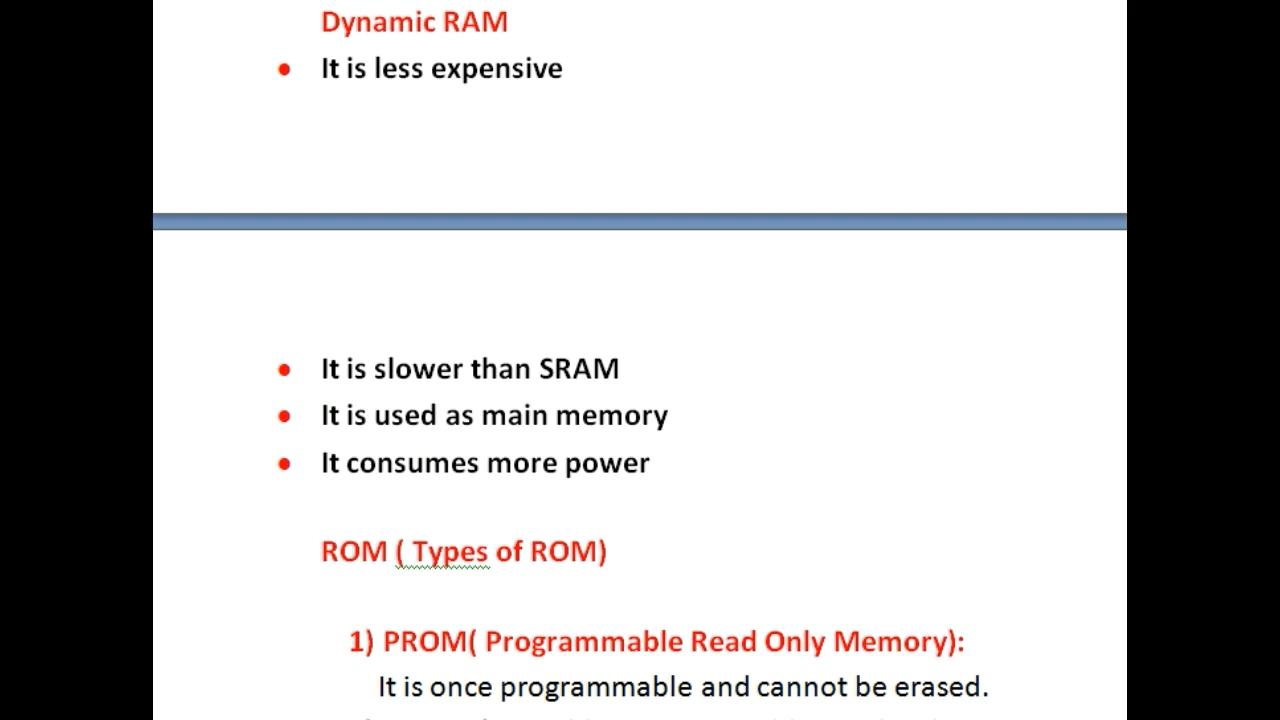 Dynamic RAM
• It is less expensive
• It is slower than SRAM
• It is used as main memory
• It consumes more power
ROM ( Types of ROM)
1) PROM( Programmable Read Only Memory):
It is once programmable and cannot be erased.